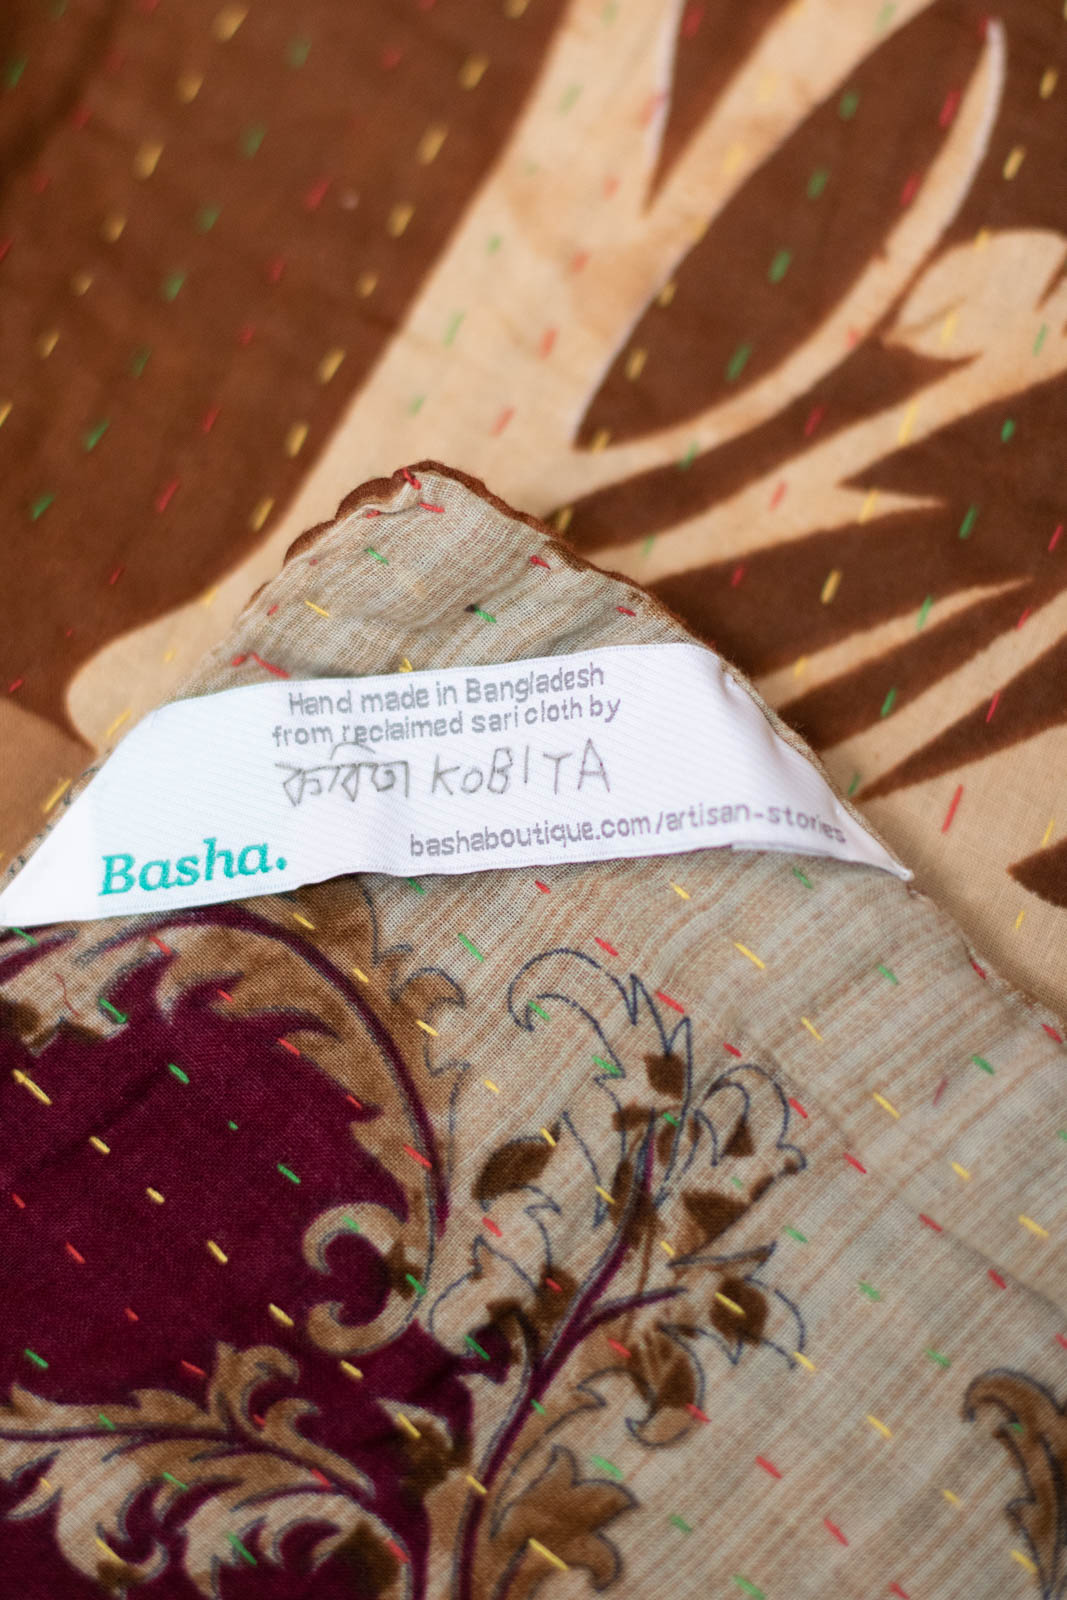 Hand made in Bangladesh
from reclaimed sari cloth by
কবিতা KOBITA
Basha.
bashaboutique.com/artisan-stories